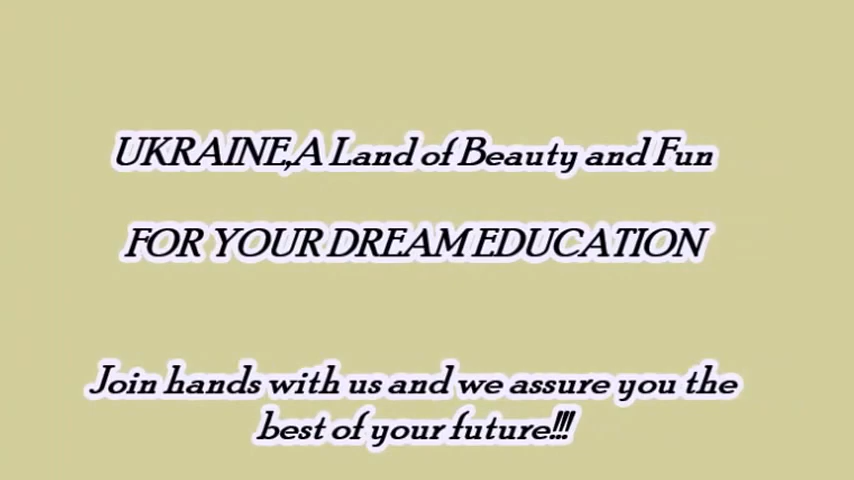 UKRAINE,A Land of Beauty and Fun
FOR YOUR DREAM EDUCATION
Join hands with us and we assure you the
best of your future!!!